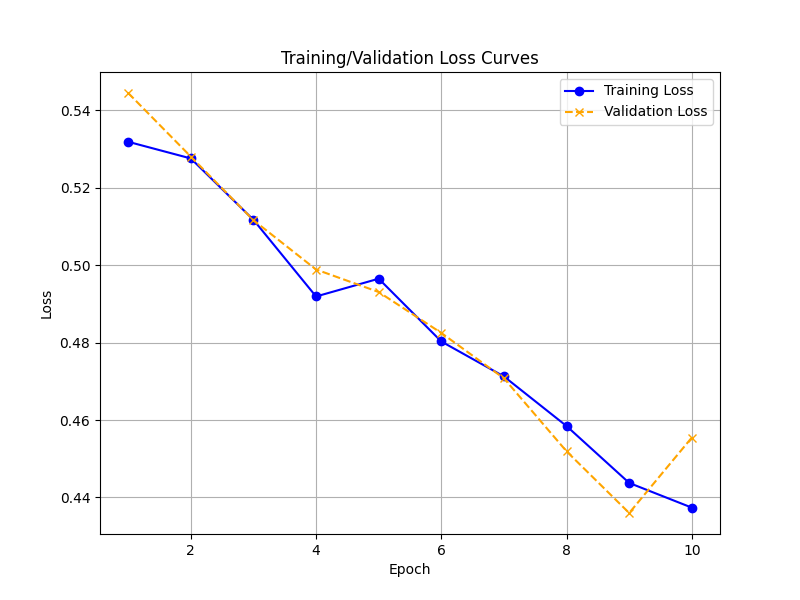 Training/Validation Loss Curves
Training Loss
Validation Loss
0.54
0.52
0.50
0.48
0.46
0.44
Loss
2 4 6 8 10
Epoch